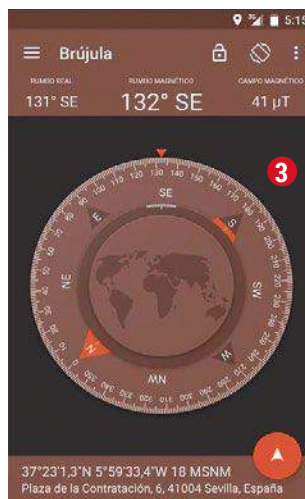 5:15
Brújula
RUMBO REAL
RUMBO MAGNÉTICO
CAMPO MAGNÉTICO
131° SE
132° SE
41 µT
3
SE
E
S
NE
SW
N
W
NW
37°23'1,3"N 5°59'33,4"W 18 MSNM
Plaza de la Contratación, 6, 41004 Sevilla, España